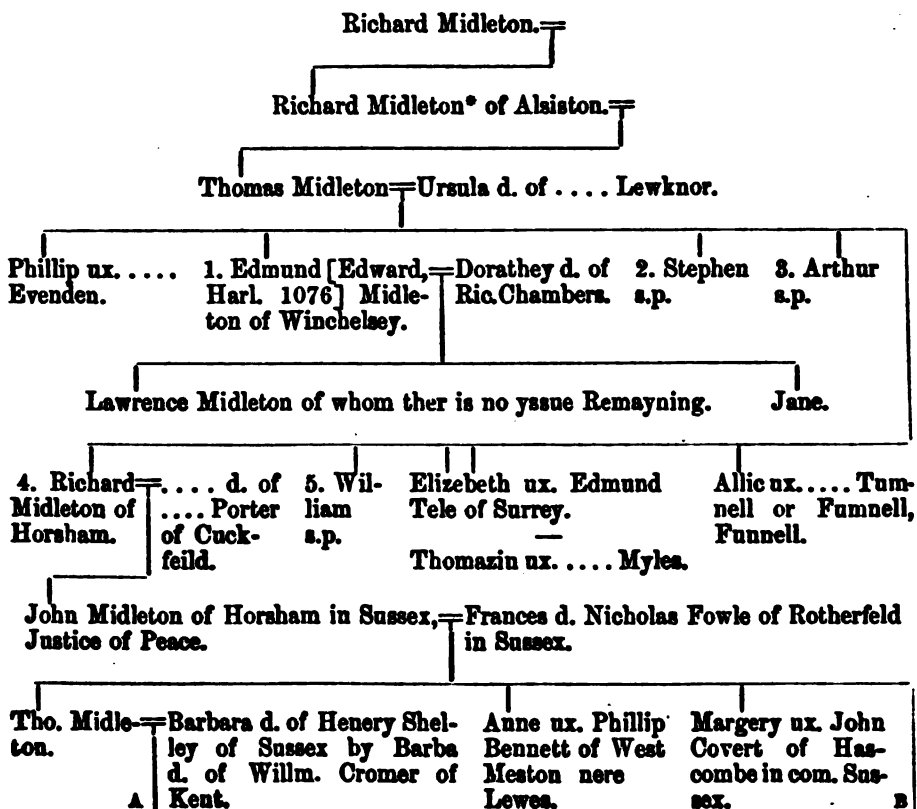 Richard Midleton.
Richard Midleton* of Alsiston.
Thomas Midleton=Ursula d. of . . . . Lewknor.
Phillip ux. . . . .
Evenden.
1. Edmund [Edward,
Harl. 1076] Midle-
ton of Winchelsey.
=Dorathey d. of
Ric. Chambers.
2. Stephen
s.p.
3. Arthur
s.p.
Lawrence Midleton of whom ther is no yssue Remayning.
Jane.
4. Richard
Midleton of
Horsham.
=. . . . d. of
. . . . Porter
of Cuck-
feild.
5. Wil-
liam
s.p.
Elizebeth ux. Edmund
Tele of Surrey.
—
Thomazin ux. . . . . Myles.
Allic ux. . . . . Tum-
nell or Fumnell,
Funnell.
John Midleton of Horsham in Sussex,
Justice of Peace.
=Frances d. Nicholas Fowle of Rotherfeld
in Sussex.
Tho. Midle-
ton.
=Barbara d. of Henery Shel-
ley of Sussex by Barba
d. of Willm. Cromer of
Kent.
A
Anne ux. Phillip
Bennett of West
Meston nere
Lewes.
Margery ux. John
Covert of Has-
combe in com. Sus-
sex.
B